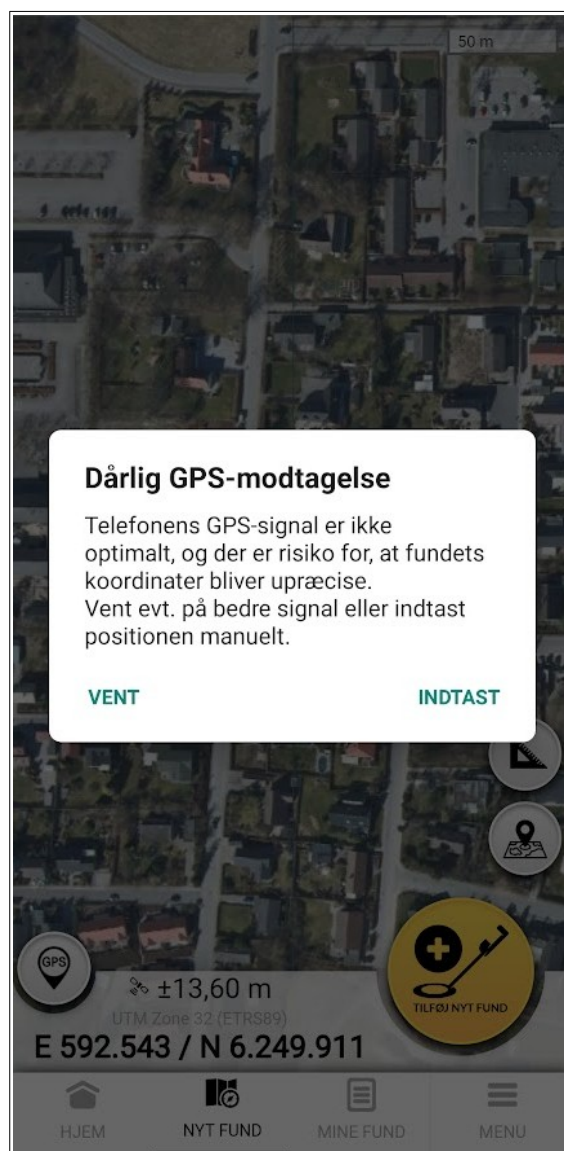 50 m
Dårlig GPS-modtagelse
Telefonens GPS-signal er ikke
optimalt, og der er risiko for, at fundets
koordinater bliver upræcise.
Vent evt. på bedre signal eller indtast
positionen manuelt.
VENT INDTAST
GPS
±13,60 m
UTM Zone 32 (ETRS89)
E 592.543 / N 6.249.911
TILFØJ NYT FUND
HJEM NYT FUND MINE FUND MENU